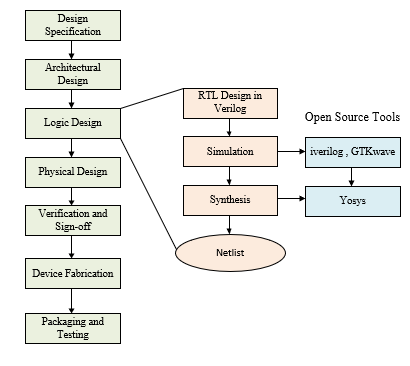 Design
Specification
Architectural
Design
Logic Design
Physical Design
Verification and
Sign-off
Device Fabrication
Packaging and
Testing
RTL Design in
Verilog
Simulation
Synthesis
Netlist
Open Source Tools
iverilog , GTKwave
Yosys